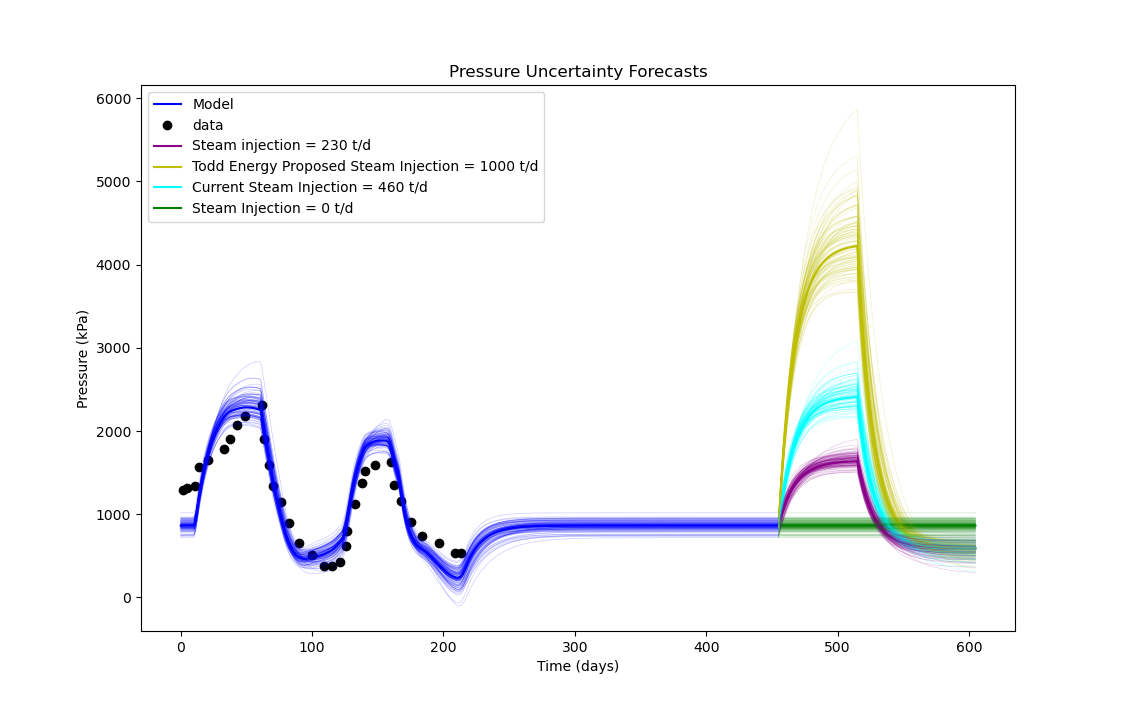 Pressure Uncertainty Forecasts
Model
data
Steam injection = 230 t/d
Todd Energy Proposed Steam Injection = 1000 t/d
Current Steam Injection = 460 t/d
Steam Injection = 0 t/d
Pressure (kPa)
6000
5000
4000
3000
2000
1000
0
0 100 200 300 400 500 600
Time (days)